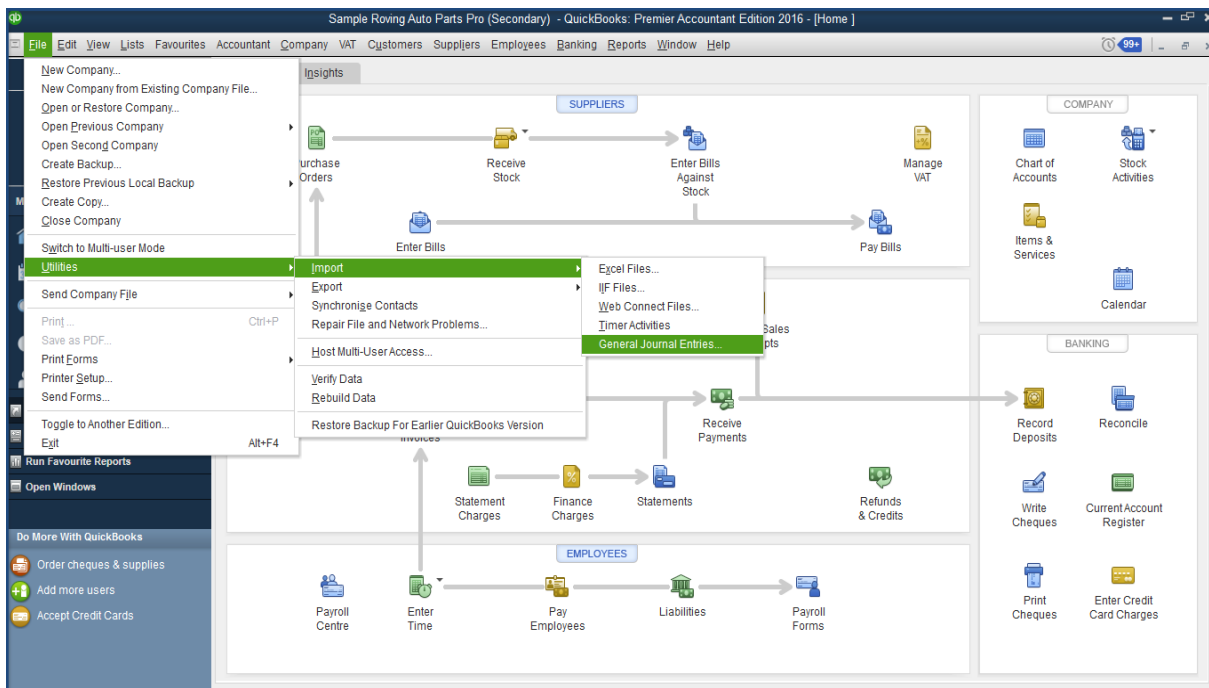 qb
Sample Roving Auto Parts Pro (Secondary) - QuickBooks: Premier Accountant Edition 2016 - [Home ]
File Edit View Lists Favourites Accountant Company VAT Customers Suppliers Employees Banking Reports Window Help
99+
New Company...
New Company from Existing Company File...
Open or Restore Company...
Open Previous Company
Open Second Company
Create Backup...
Restore Previous Local Backup
Create Copy...
Close Company
Switch to Multi-user Mode
Utilities
Send Company File
Print... Ctrl+P
Save as PDF...
Print Forms
Printer Setup...
Send Forms...
Toggle to Another Edition...
Exit Alt+F4
Import
Export
Synchronise Contacts
Repair File and Network Problems...
Host Multi-User Access...
Verify Data
Rebuild Data
Restore Backup For Earlier QuickBooks Version
Excel Files...
IIF Files...
Web Connect Files...
Timer Activities
General Journal Entries...
Run Favourite Reports
Open Windows
Do More With QuickBooks
Order cheques & supplies
Add more users
Accept Credit Cards
Insights
SUPPLIERS
urchase
Orders
Receive
Stock
Enter Bills
Against
Stock
Manage
VAT
Enter Bills
Pay Bills
Sales
pts
Invoices
Receive
Payments
Statement
Charges
Finance
Charges
Statements
Refunds
& Credits
EMPLOYEES
Payroll
Centre
Enter
Time
Pay
Employees
Liabilities
Payroll
Forms
COMPANY
Chart of
Accounts
Stock
Activities
Items &
Services
Calendar
BANKING
Record
Deposits
Reconcile
Write
Cheques
Current Account
Register
Print
Cheques
Enter Credit
Card Charges